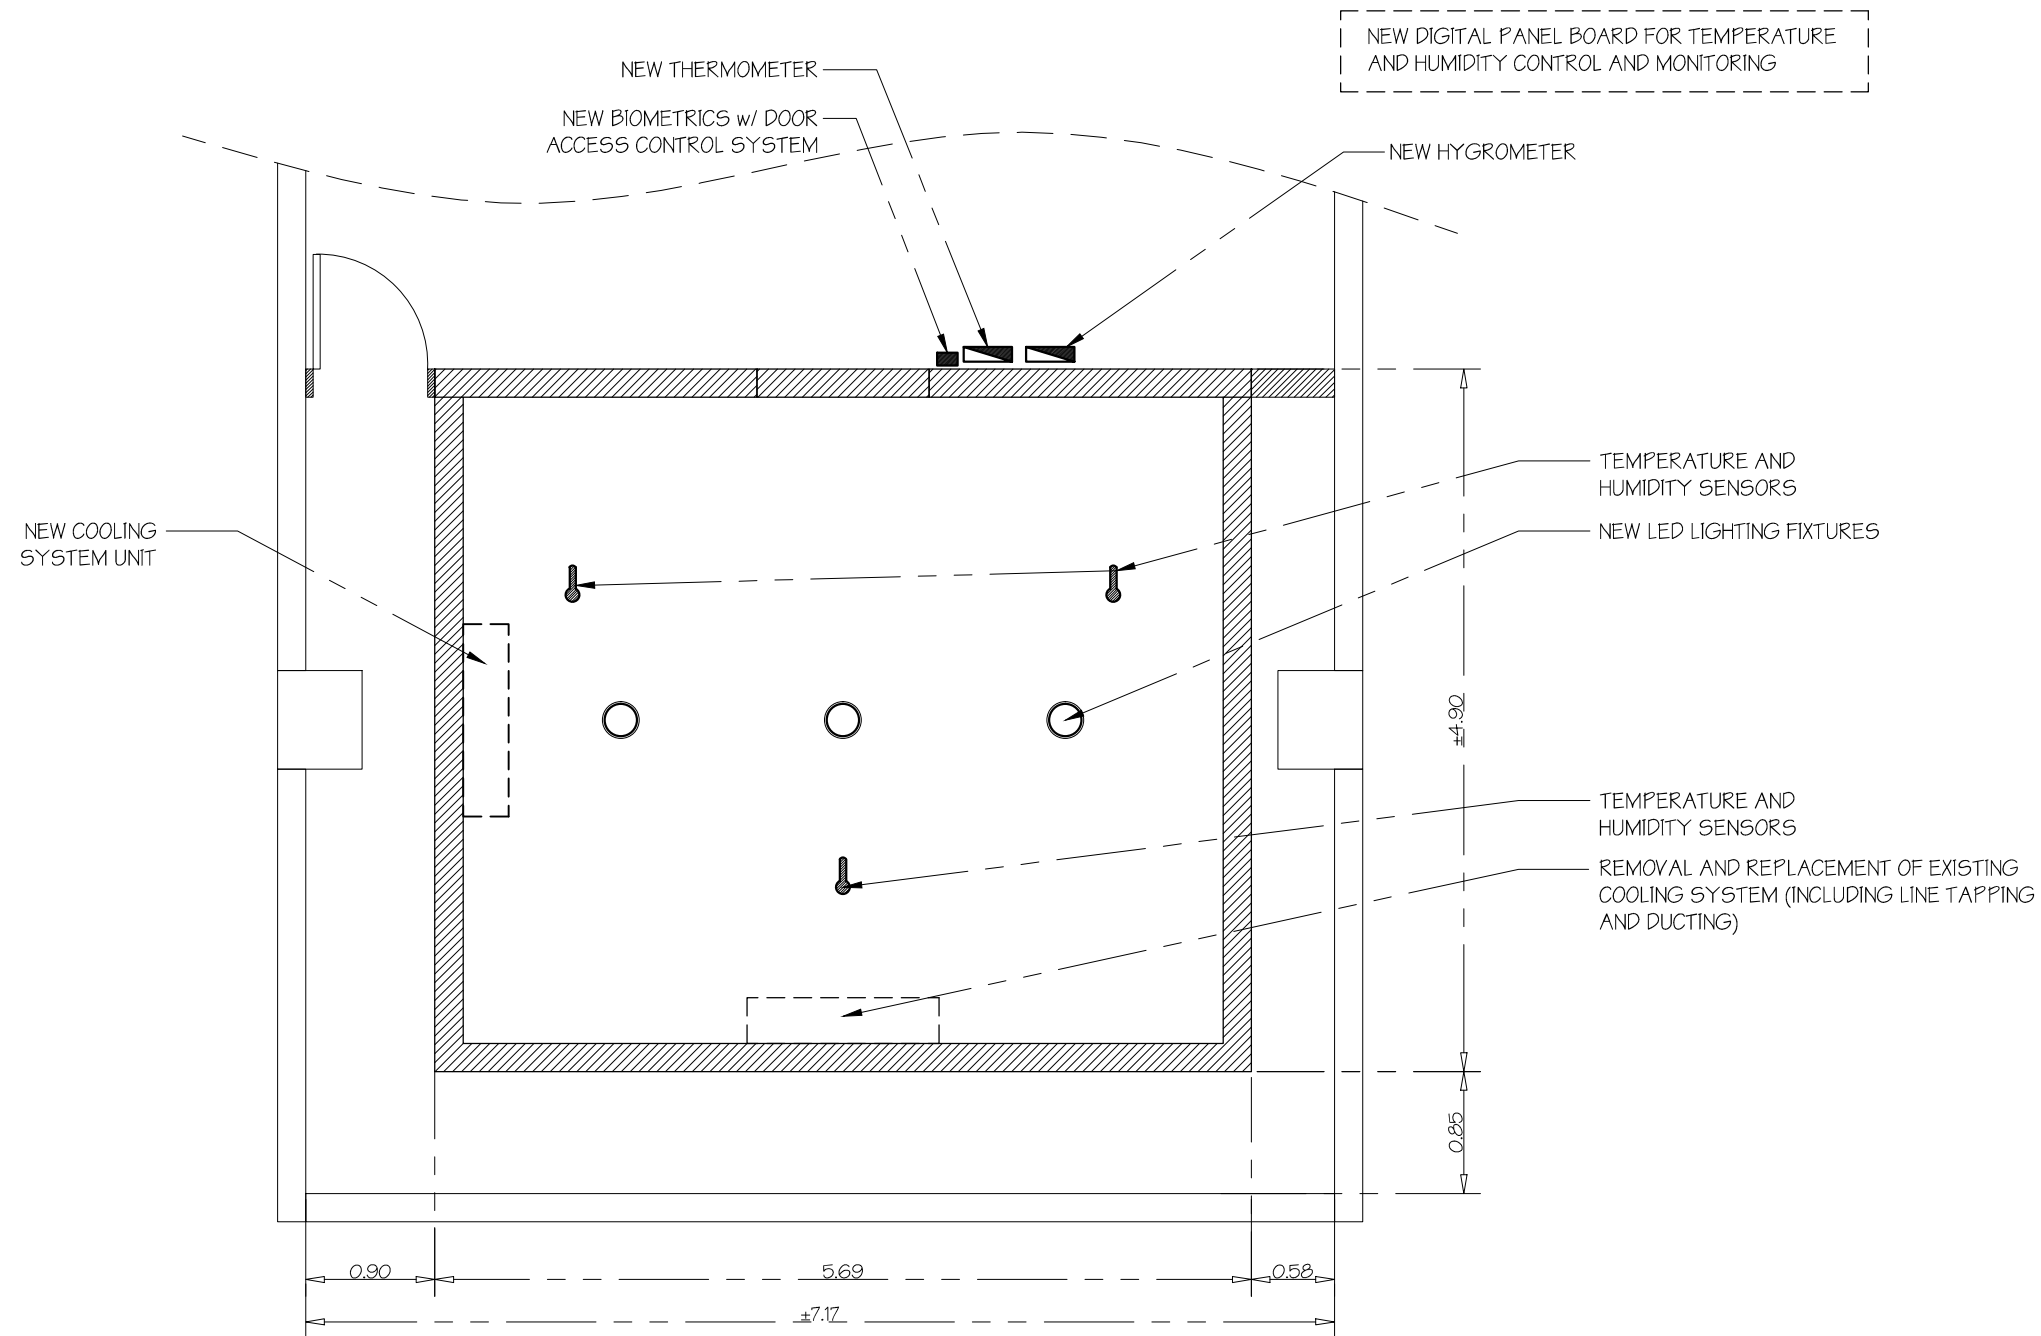 NEW DIGITAL PANEL BOARD FOR TEMPERATURE
AND HUMIDITY CONTROL AND MONITORING
NEW THERMOMETER
NEW BIOMETRICS w/ DOOR
ACCESS CONTROL SYSTEM
NEW HYGROMETER
TEMPERATURE AND
HUMIDITY SENSORS
NEW COOLING
SYSTEM UNIT
NEW LED LIGHTING FIXTURES
±4.90
TEMPERATURE AND
HUMIDITY SENSORS
REMOVAL AND REPLACEMENT OF EXISTING
COOLING SYSTEM (INCLUDING LINE TAPPING
AND DUCTING)
0.85
0.90
5.69
0.58
±7.17